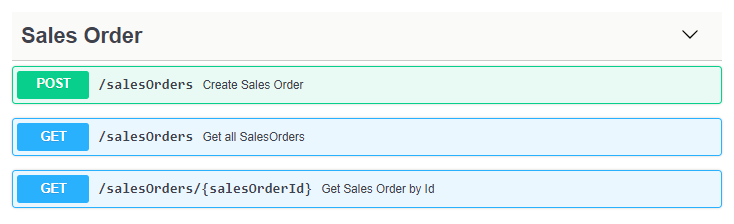 Sales Order
POST /salesOrders Create Sales Order
GET /salesOrders Get all SalesOrders
GET /salesOrders/{salesOrderId} Get Sales Order by Id